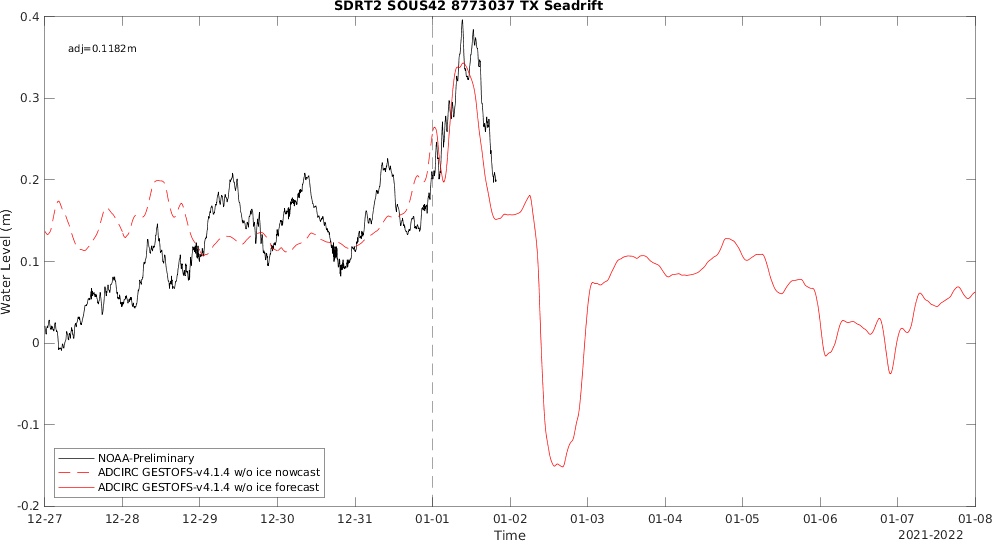 SDRT2 SOUS42 8773037 TX Seadrift
adj=0.1182m
0.4
0.3
0.2
0.1
0
-0.1
-0.2
Water Level (m)
NOAA-Preliminary
ADCIRC GESTOFS-v4.1.4 w/o ice nowcast
ADCIRC GESTOFS-v4.1.4 w/o ice forecast
12-27 12-28 12-29 12-30 12-31 01-01 01-02 01-03 01-04 01-05 01-06 01-07 01-08
Time
2021-2022